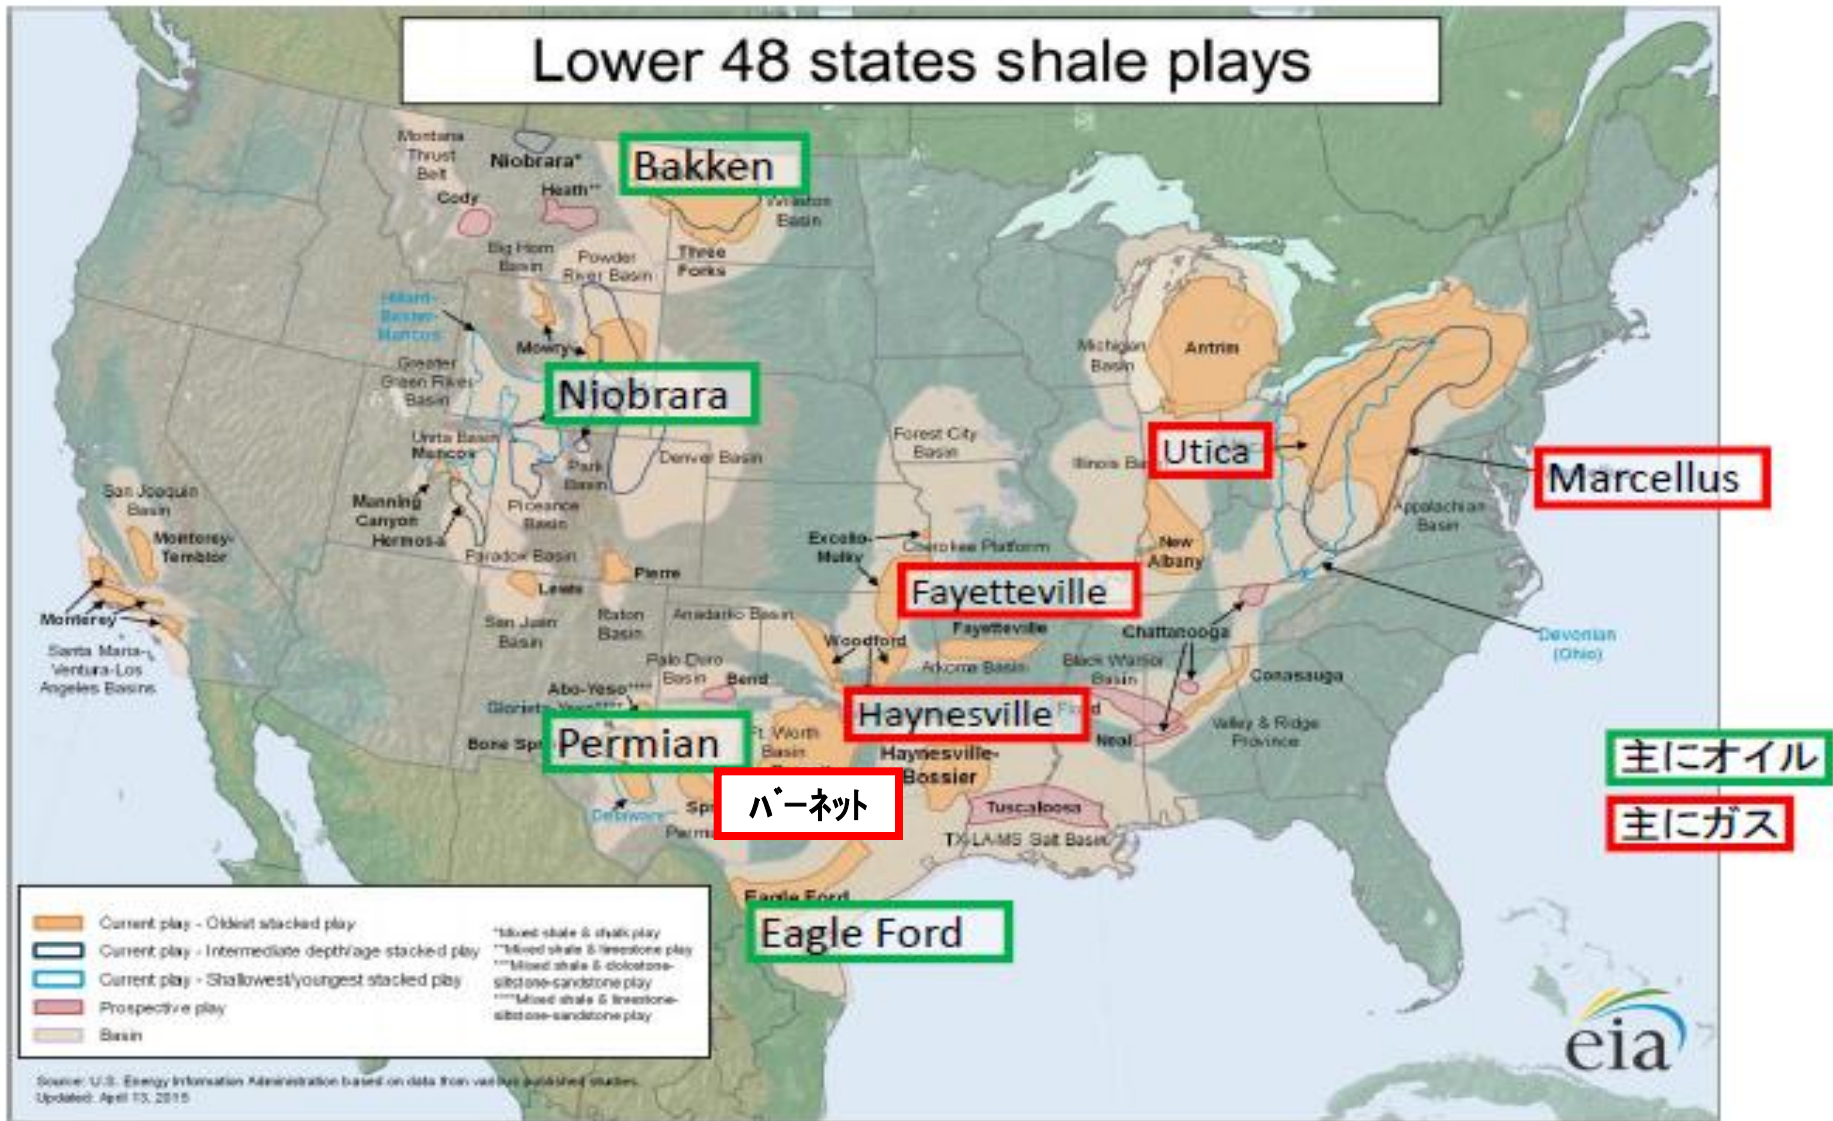 Lower 48 states shale plays
Montana
Thrust
Belt
Niobrara*
Bakken
Cody
Heath**
Williston
Basin
Big Horn
Basin
Powder
River Basin
Three
Forks
Hilliard-
Baxter-
Mancos
Mowry
Greater
Green River
Basin
Niobrara
Michigan
Basin
Antrim
Uinta Basin
Mancos
Park
Basin
Denver Basin
Forest City
Basin
Illinois
Utica
Marcellus
San Joaquin
Basin
Manning
Canyon
Hermosa
Piceance
Basin
Appalachian
Basin
Monterey-
Temblor
Paradox Basin
Excello-
Mulky
Cherokee Platform
New
Albany
Lewis
Pierre
Fayetteville
Monterey
San Juan
Basin
Raton
Basin
Anadarko Basin
Woodford
Fayetteville
Chattanooga
Devonian
(Ohio)
Santa Maria-
Ventura-Los
Angeles Basins
Palo Duro
Basin
Bend
Arkoma Basin
Black Warrior
Basin
Conasauga
Abo-Yeso****
Haynesville
Permian
Bone
Ft. Worth
Basin
Haynesville-
Bossier
Neal
Valley & Ridge
Province
主にオイル
バーネット
主にガス
Delaware
Tuscaloosa
TX-LA-MS Salt Basin
Eagle Ford
Eagle Ford
Current play - Oldest stacked play
Current play - Intermediate depth/age stacked play
Current play - Shallowest/youngest stacked play
Prospective play
Basin
*Mixed shale & chalk play
**Mixed shale & limestone play
***Mixed shale & dolostone-
siltstone-sandstone play
****Mixed shale & limestone-
siltstone-sandstone play
eia
Source: U.S. Energy Information Administration based on data from various published studies.
Updated: April 13, 2015